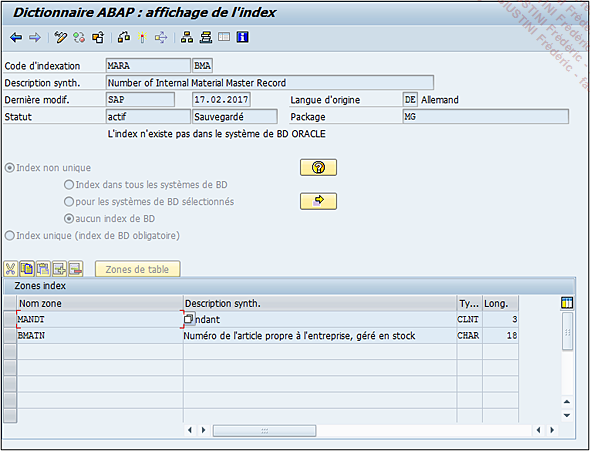 Dictionnaire ABAP : affichage de l'index
Code d'indexation MARA BMA
Description synth. Number of Internal Material Master Record
Dernière modif. SAP 17.02.2017 Langue d'origine DE Allemand
Statut actif Sauvegardé Package MG
L'index n'existe pas dans le système de BD ORACLE
Index non unique
Index dans tous les systèmes de BD
pour les systèmes de BD sélectionnés
aucun index de BD
Index unique (index de BD obligatoire)
Zones de table
Zones index
Nom zone Description synth. Ty... Long.
MANDT ndant CLNT 3
BMATN Numéro de l'article propre à l'entreprise, géré en stock CHAR 18